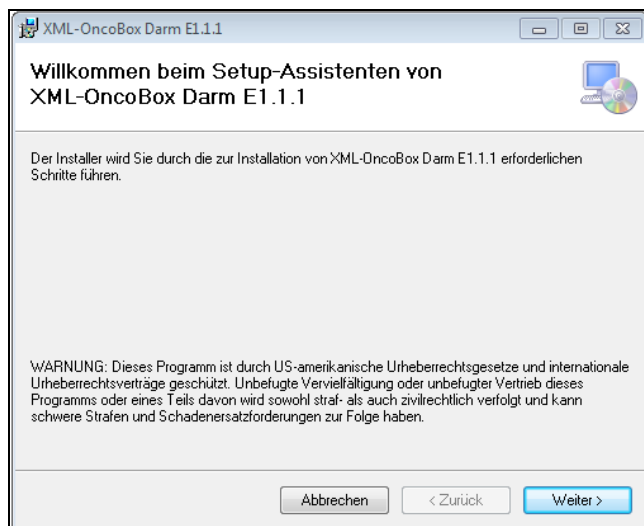 XML-OncoBox Darm E1.1.1
Willkommen beim Setup-Assistenten von
XML-OncoBox Darm E1.1.1
Der Installer wird Sie durch die zur Installation von XML-OncoBox Darm E1.1.1 erforderlichen
Schritte führen.
WARNUNG: Dieses Programm ist durch US-amerikanische Urheberrechtsgesetze und internationale
Urheberrechtsverträge geschützt. Unbefugte Vervielfältigung oder unbefugter Vertrieb dieses
Programms oder eines Teils davon wird sowohl straf- als auch zivilrechtlich verfolgt und kann
schwere Strafen und Schadenersatzforderungen zur Folge haben.
Abbrechen < Zurück Weiter >